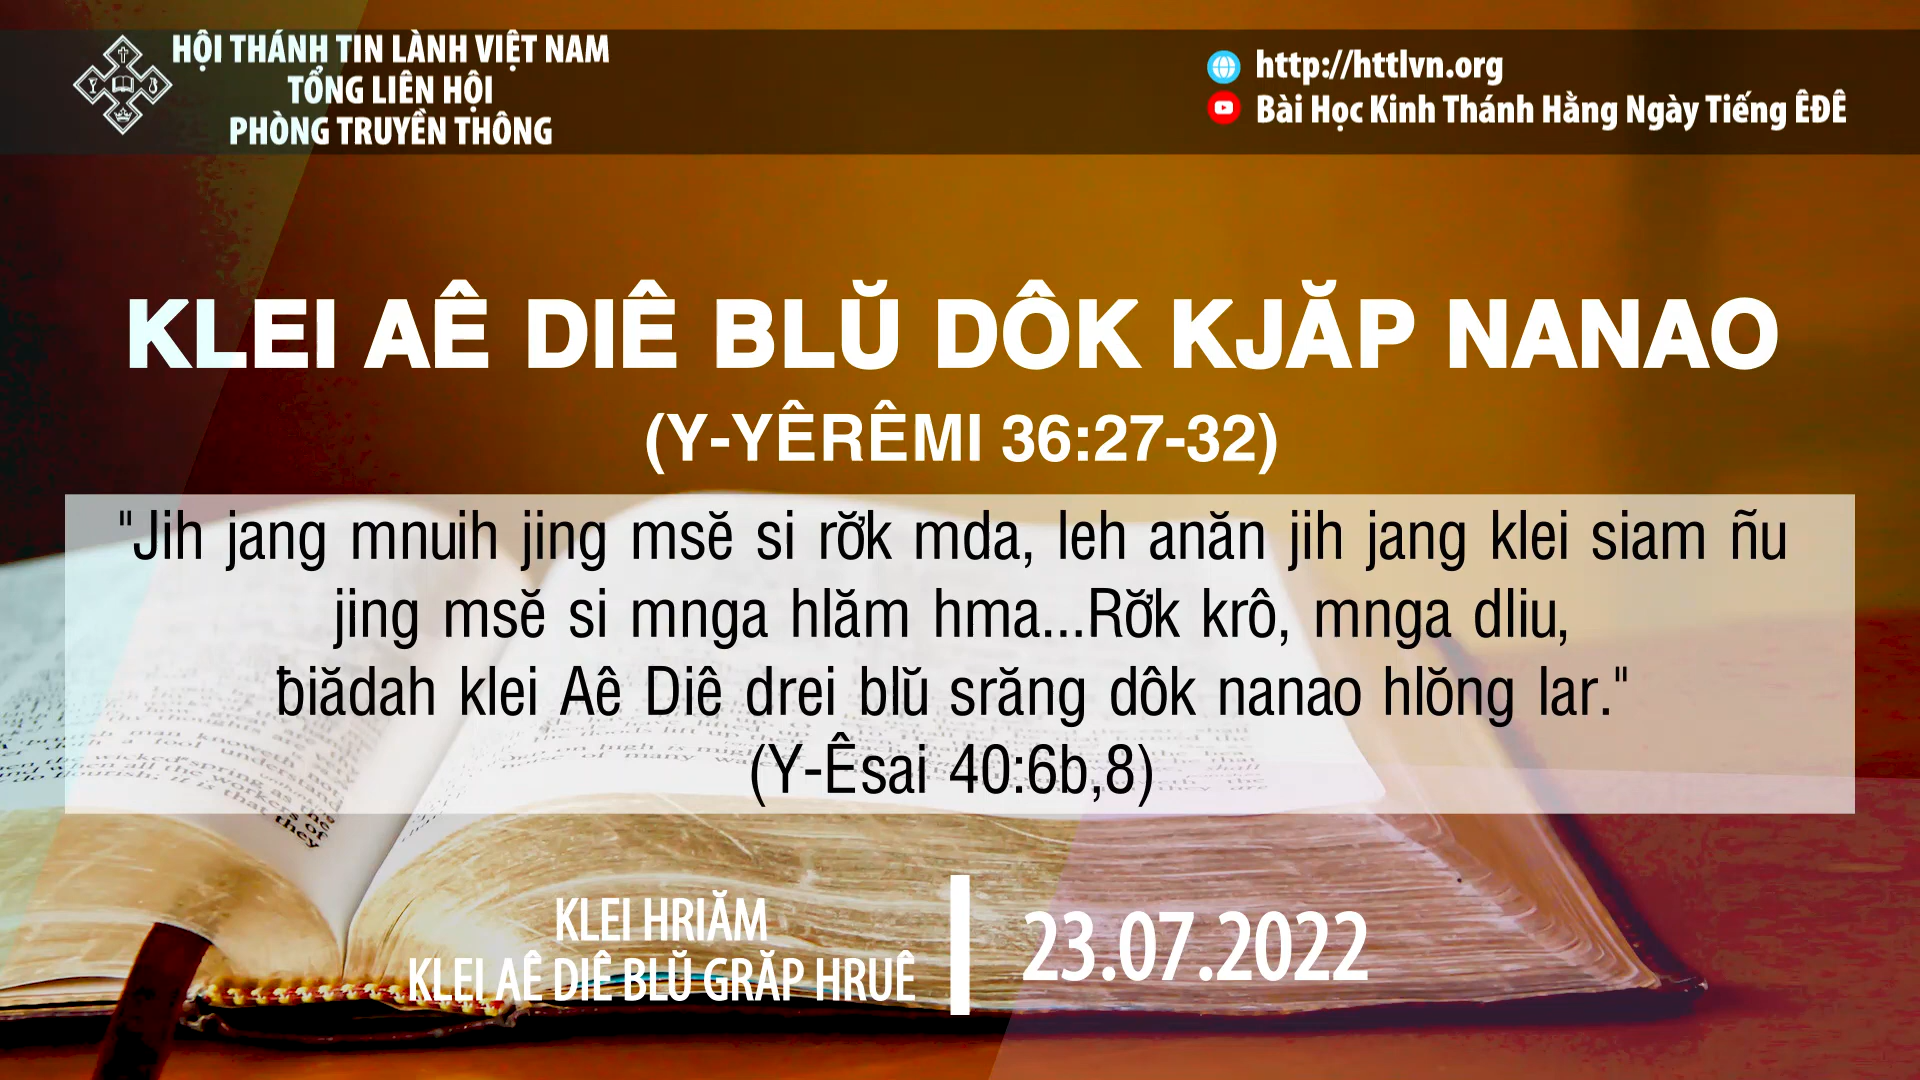 HỘI THÁNH TIN LÀNH VIỆT NAM
TỔNG LIÊN HỘI
PHÒNG TRUYỀN THÔNG
http://httlvn.org
Bài Học Kinh Thánh Hằng Ngày Tiếng ÊĐÊ
KLEI AÊ DIÊ BLŬ DÔK KJĂP NANAO
(Y-YÊRÊMI 36:27-32)
"Jih jang mnuih jing msĕ si rơ̆k mda, leh anăn jih jang klei siam ñu
jing msĕ si mnga hlăm hma...Rơ̆k krô, mnga dliu,
ƀiădah klei Aê Diê drei blŭ srăng dôk nanao hlŏng lar."
(Y-Êsai 40:6b,8)
KLEI HRIĂM
KLEI AÊ DIÊ BLŬ GRĂP HRUÊ
23.07.2022